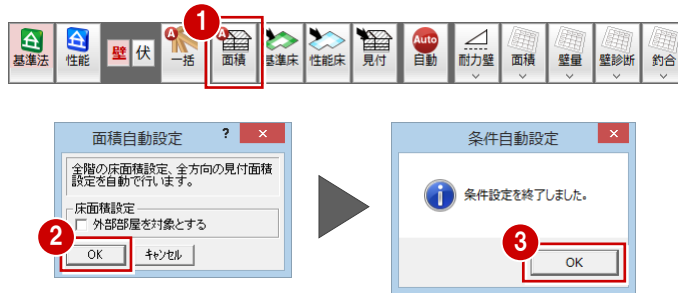 1
基準法 性能 壁 伏 一括 面積 基準床 性能床 見付 Auto 自動 耐力壁 面積 壁量 壁診断 釣合
面積自動設定 ? ×
全階の床面積設定、全方向の見付面積
設定を自動で行います。
床面積設定
外部部屋を対象とする
2
OK キャンセル
条件自動設定 ×
条件設定を終了しました。
3
OK